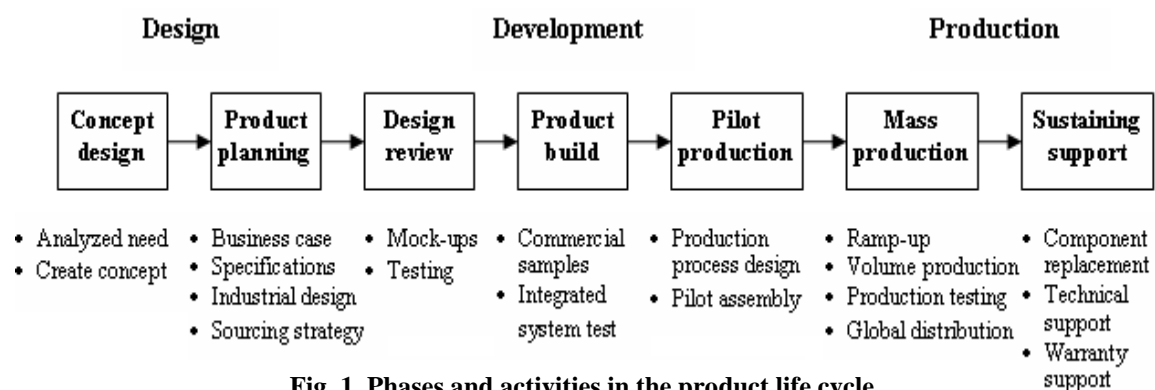 Design
Development
Production
Concept
design
Product
planning
Design
review
Product
build
Pilot
production
Mass
production
Sustaining
support
• Analyzed need
• Create concept
• Business case
• Specifications
• Industrial design
• Sourcing strategy
• Mock-ups
• Testing
• Commercial
samples
• Integrated
system test
• Production
process design
• Pilot assembly
• Ramp-up
• Volume production
• Production testing
• Global distribution
• Component
replacement
• Technical
support
• Warranty
support
Fig. 1. Phases and activities in the product life cycle